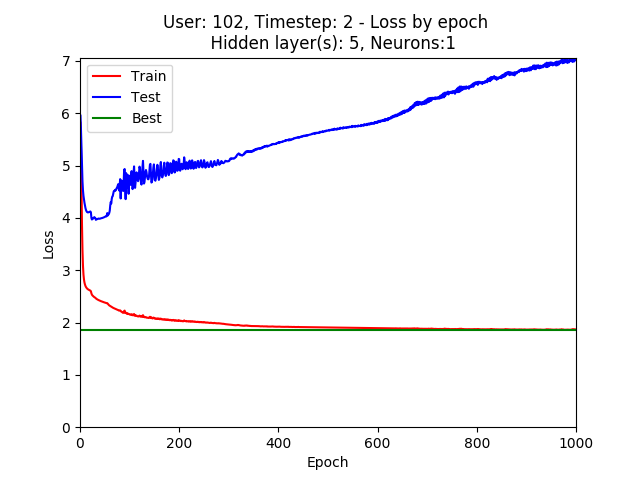 User: 102, Timestep: 2 - Loss by epoch
Hidden layer(s): 5, Neurons:1
7
6
5
4
3
2
1
0
Loss
Train
Test
Best
0
200
400
600
800
1000
Epoch